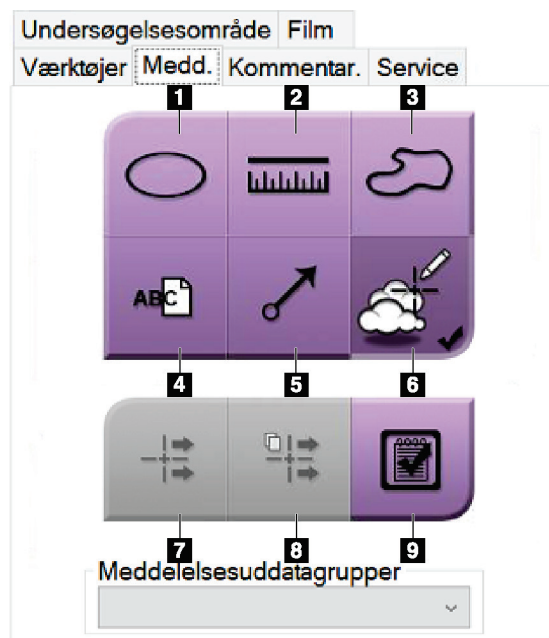 Undersøgelsesområde Film
Værktøjer Medd. Kommentar. Service
1 2 3
ABC
4 5 6
7 8 9
Meddelelsesuddatagrupper